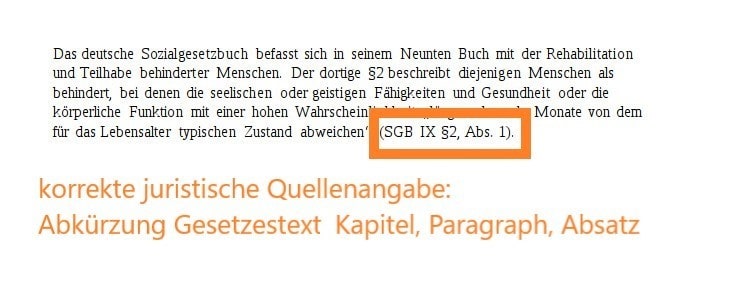 Das deutsche Sozialgesetzbuch befasst sich in seinem Neunten Buch mit der Rehabilitation
und Teilhabe behinderter Menschen. Der dortige §2 beschreibt diejenigen Menschen als
behindert, bei denen die seelischen oder geistigen Fähigkeiten und Gesundheit oder die
körperliche Funktion mit einer hohen Monate von dem
für das Lebensalter typischen Zustand abweichen“ (SGB IX §2, Abs. 1).
korrekte juristische Quellenangabe:
Abkürzung Gesetzestext Kapitel, Paragraph, Absatz